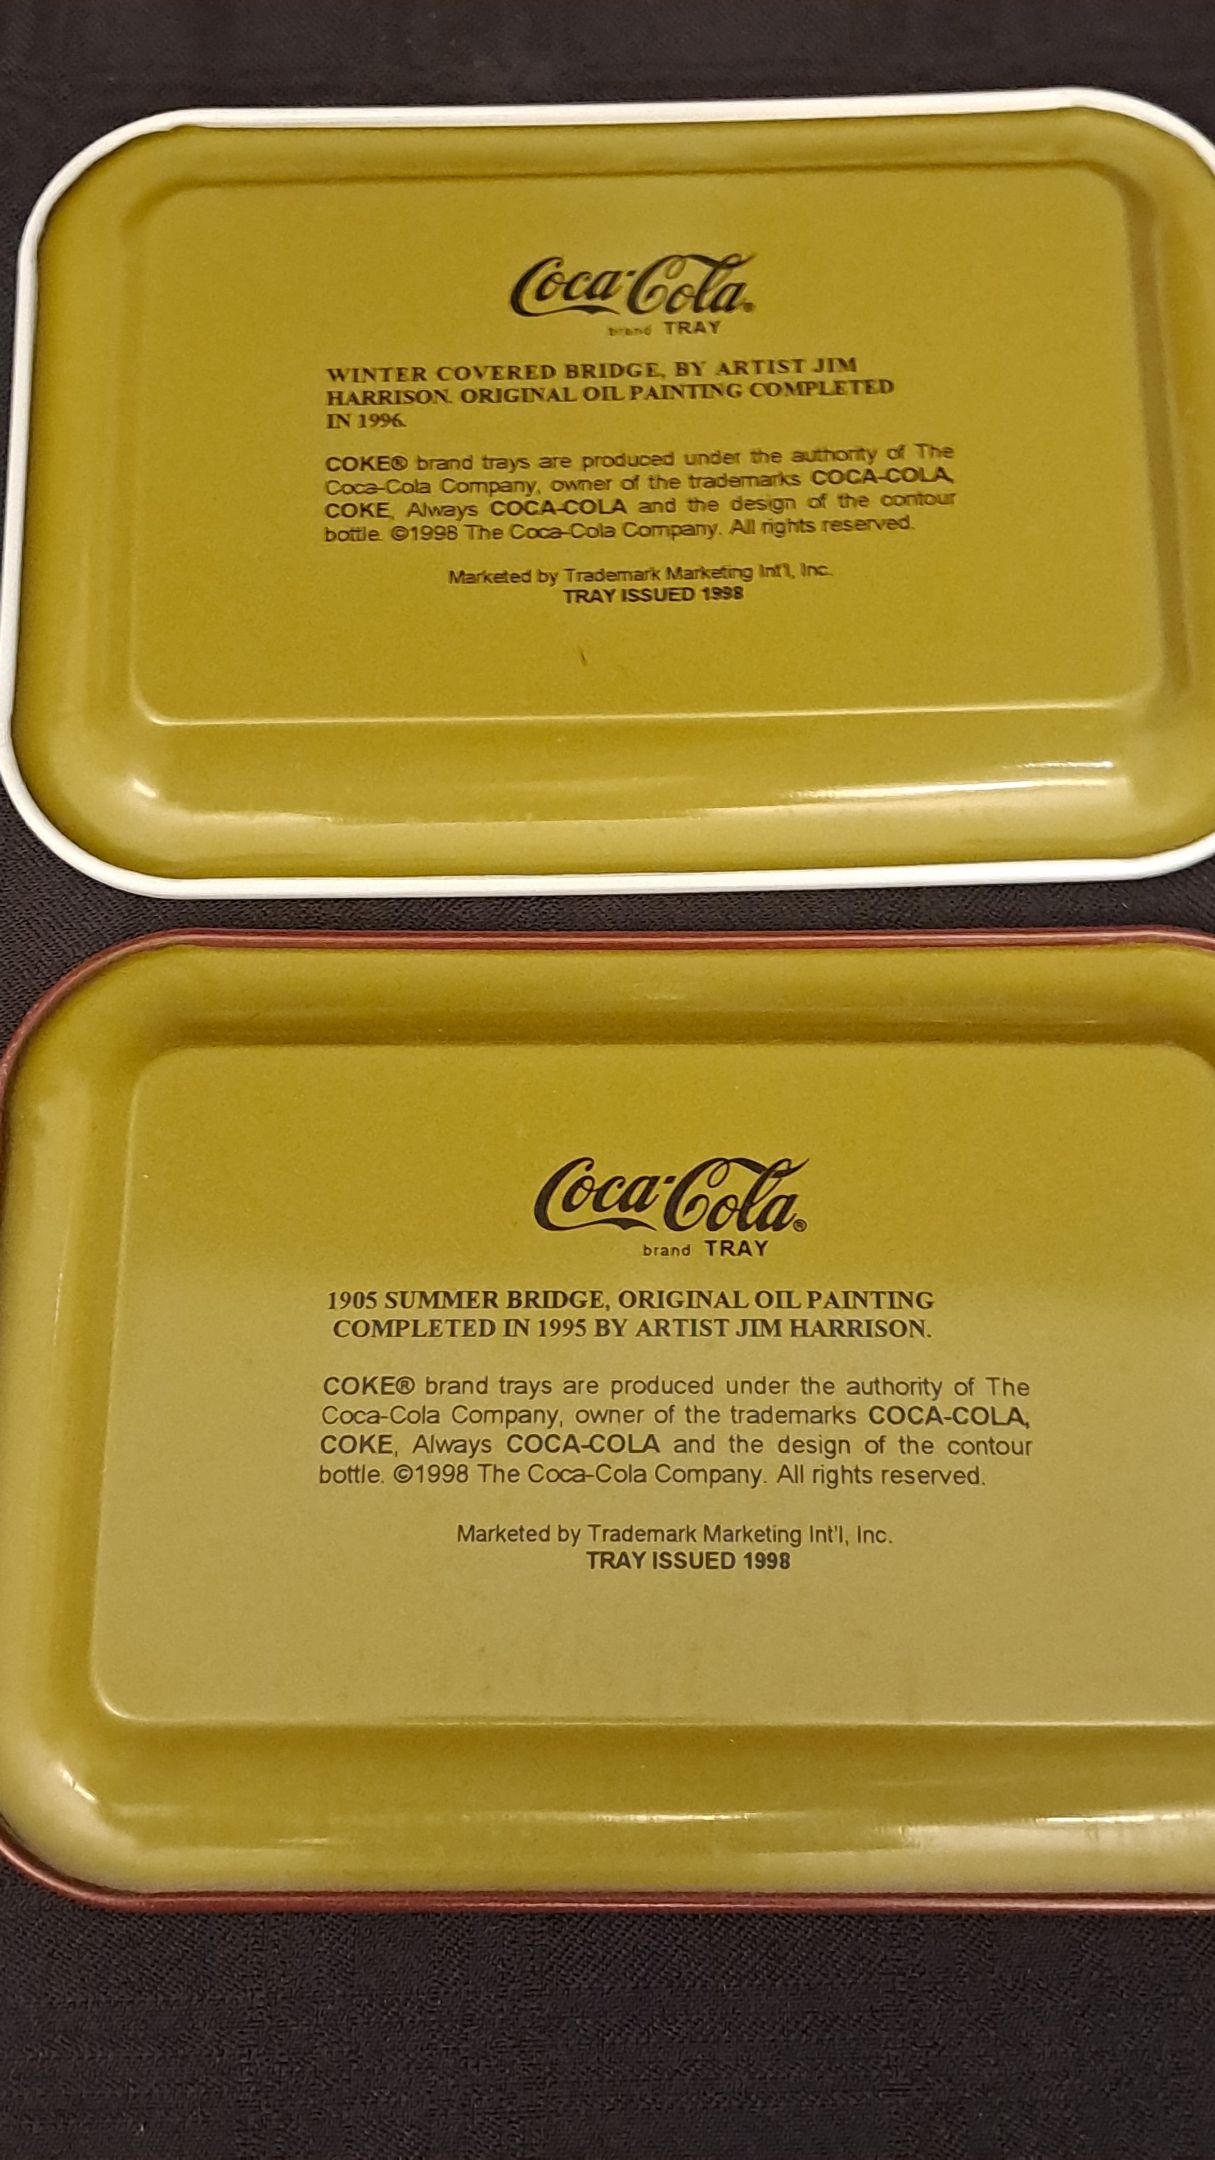 Coca-Cola®
brand TRAY
WINTER COVERED BRIDGE, BY ARTIST JIM
HARRISON. ORIGINAL OIL PAINTING COMPLETED
IN 1996.
COKE® brand trays are produced under the authority of The
Coca-Cola Company, owner of the trademarks COCA-COLA,
COKE, Always COCA-COLA and the design of the contour
bottle. ©1998 The Coca-Cola Company. All rights reserved.
Marketed by Trademark Marketing Int'l, Inc.
TRAY ISSUED 1998
Coca-Cola®
brand TRAY
1905 SUMMER BRIDGE, ORIGINAL OIL PAINTING
COMPLETED IN 1995 BY ARTIST JIM HARRISON.
COKE® brand trays are produced under the authority of The
Coca-Cola Company, owner of the trademarks COCA-COLA,
COKE, Always COCA-COLA and the design of the contour
bottle. ©1998 The Coca-Cola Company. All rights reserved.
Marketed by Trademark Marketing Int'l, Inc.
TRAY ISSUED 1998